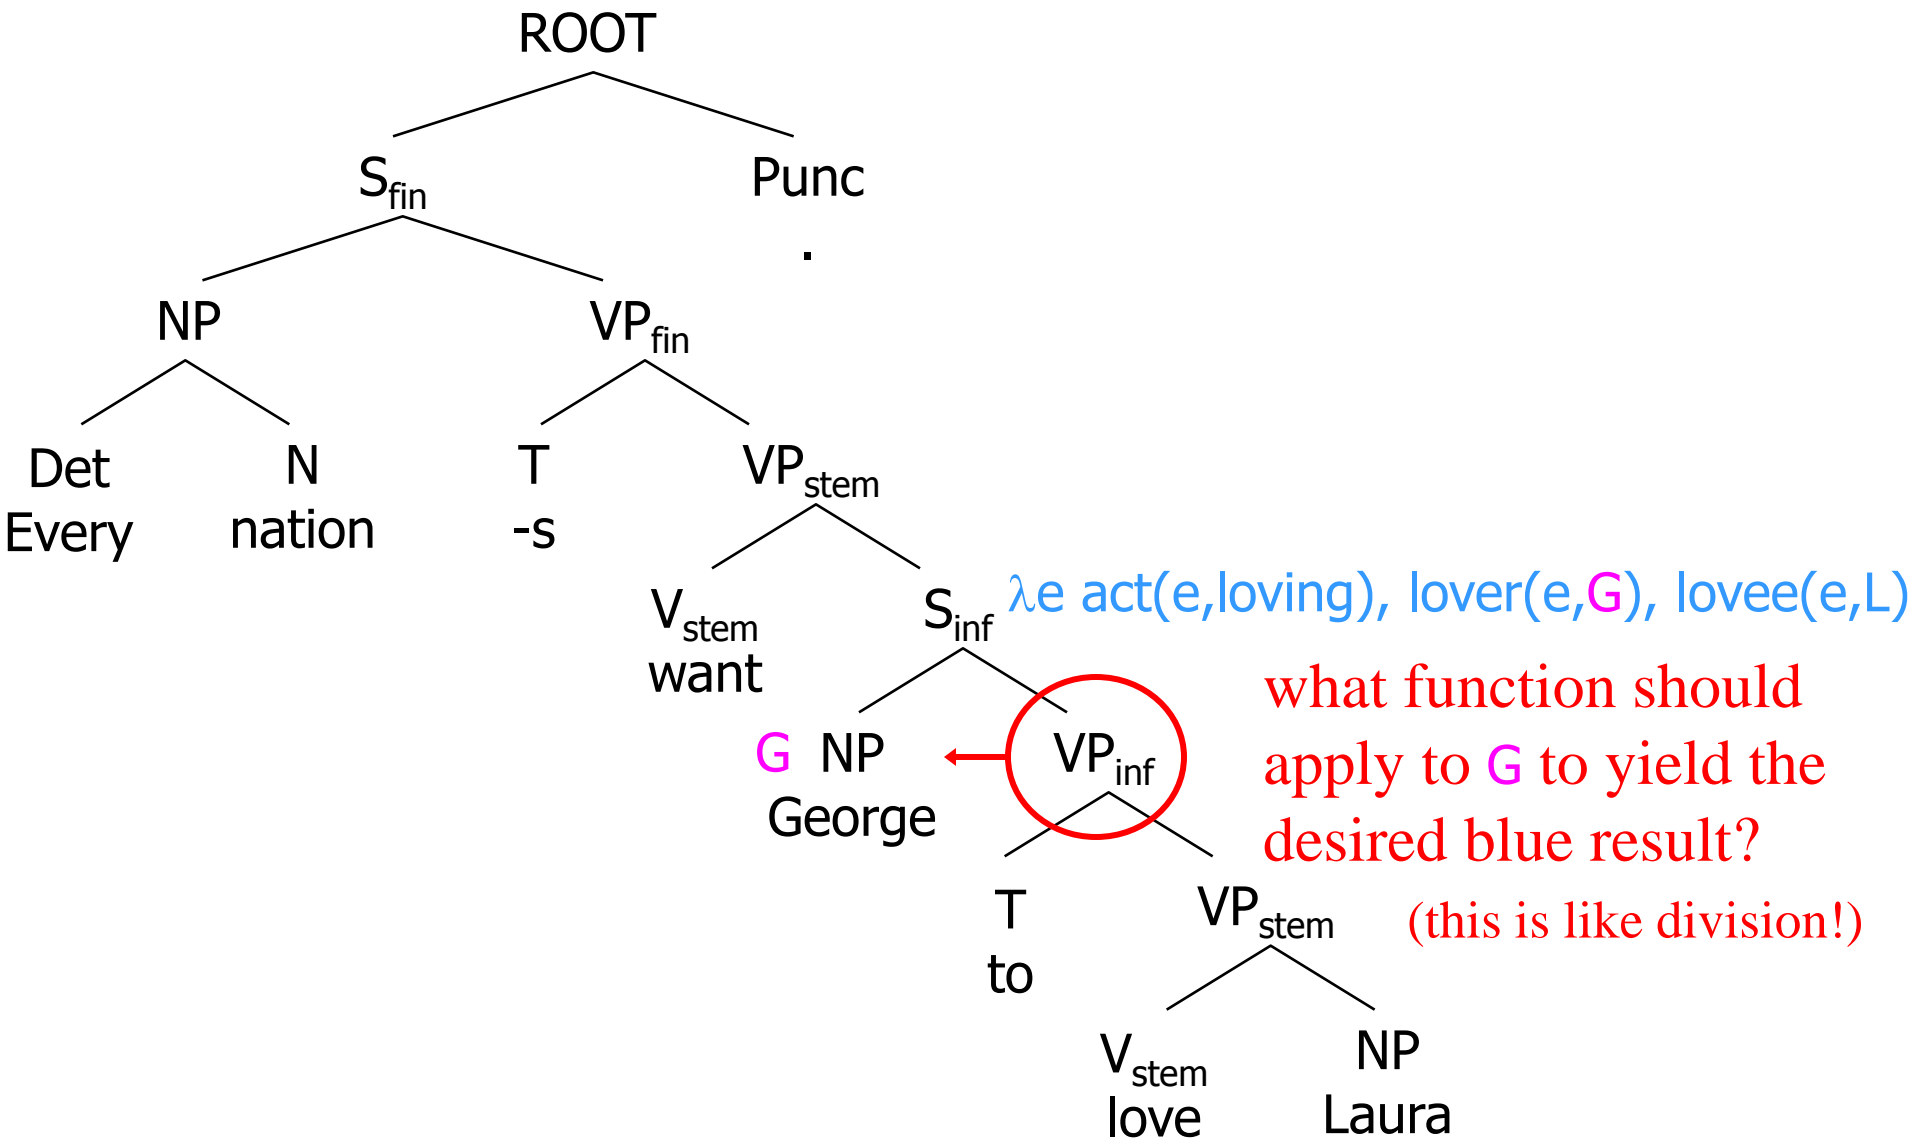 ROOT
S_fin Punc
.
NP VP_fin
Det N T VP_stem
Every nation -s
V_stem S_inf λe act(e,loving), lover(e,G), lovee(e,L)
want
what function should
G NP VP_inf apply to G to yield the
George desired blue result?
T VP_stem (this is like division!)
to
V_stem NP
love Laura